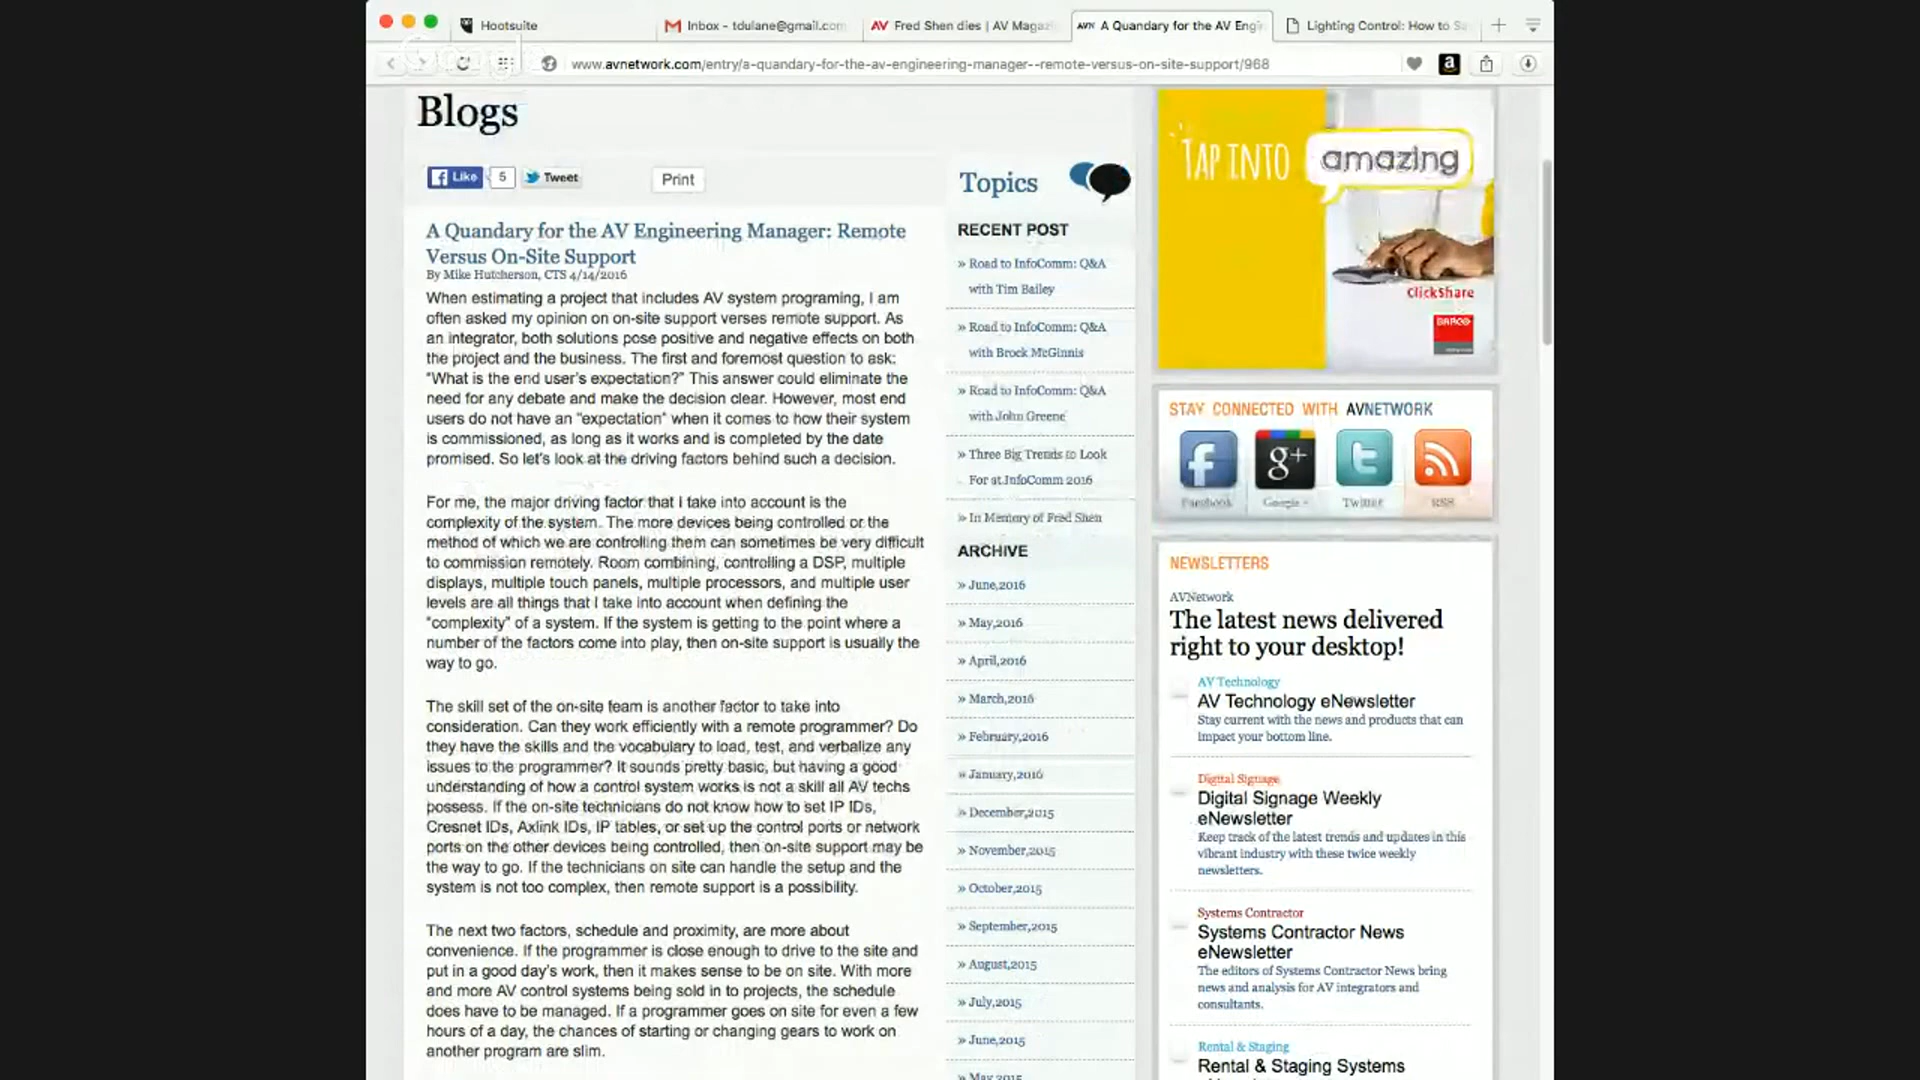 Hootsuite
Inbox - tdulane@gmail.com
AV Fred Shen dies | AV Magazi
AVN A Quandary for the AV Engi
Lighting Control: How to Sa
www.avnetwork.com/entry/a-quandary-for-the-av-engineering-manager--remote-versus-on-site-support/968
Google
Blogs
Like
5
Tweet
Print
A Quandary for the AV Engineering Manager: Remote
Versus On-Site Support
By Mike Hutcherson, CTS 4/14/2016
When estimating a project that includes AV system programing, I am
often asked my opinion on on-site support verses remote support. As
an integrator, both solutions pose positive and negative effects on both
the project and the business. The first and foremost question to ask:
"What is the end user's expectation?" This answer could eliminate the
need for any debate and make the decision clear. However, most end
users do not have an "expectation" when it comes to how their system
is commissioned, as long as it works and is completed by the date
promised. So let's look at the driving factors behind such a decision.
For me, the major driving factor that I take into account is the
complexity of the system. The more devices being controlled or the
method of which we are controlling them can sometimes be very difficult
to commission remotely. Room combining, controlling a DSP, multiple
displays, multiple touch panels, multiple processors, and multiple user
levels are all things that I take into account when defining the
"complexity" of a system. If the system is getting to the point where a
number of the factors come into play, then on-site support is usually the
way to go.
The skill set of the on-site team is another factor to take into
consideration. Can they work efficiently with a remote programmer? Do
they have the skills and the vocabulary to load, test, and verbalize any
issues to the programmer? It sounds pretty basic, but having a good
understanding of how a control system works is not a skill all AV techs
possess. If the on-site technicians do not know how to set IP IDs,
Cresnet IDs, Axlink IDs, IP tables, or set up the control ports or network
ports on the other devices being controlled, then on-site support may be
the way to go. If the technicians on site can handle the setup and the
system is not too complex, then remote support is a possibility.
The next two factors, schedule and proximity, are more about
convenience. If the programmer is close enough to drive to the site and
put in a good day's work, then it makes sense to be on site. With more
and more AV control systems being sold in to projects, the schedule
does have to be managed. If a programmer goes on site for even a few
hours of a day, the chances of starting or changing gears to work on
another program are slim.
Topics
RECENT POST
» Road to InfoComm: Q&A
with Tim Bailey
» Road to InfoComm: Q&A
with Brock McGinnis
» Road to InfoComm: Q&A
with John Greene
» Three Big Trends to Look
For at InfoComm 2016
» In Memory of Fred Shen
ARCHIVE
» June,2016
» May,2016
» April,2016
» March,2016
» February,2016
» January,2016
» December,2015
» November,2015
» October,2015
» September,2015
» August,2015
» July,2015
» June,2015
» May,2015
TAP INTO
amazing
ClickShare
BARCO
STAY CONNECTED WITH AVNETWORK
Facebook
Google +
Twitter
RSS
NEWSLETTERS
AVNetwork
The latest news delivered
right to your desktop!
AV Technology
AV Technology eNewsletter
Stay current with the news and products that can
impact your bottom line.
Digital Signage
Digital Signage Weekly
eNewsletter
Keep track of the latest trends and updates in this
vibrant industry with these twice weekly
newsletters.
Systems Contractor
Systems Contractor News
eNewsletter
The editors of Systems Contractor News bring
news and analysis for AV integrators and
consultants.
Rental & Staging
Rental & Staging Systems